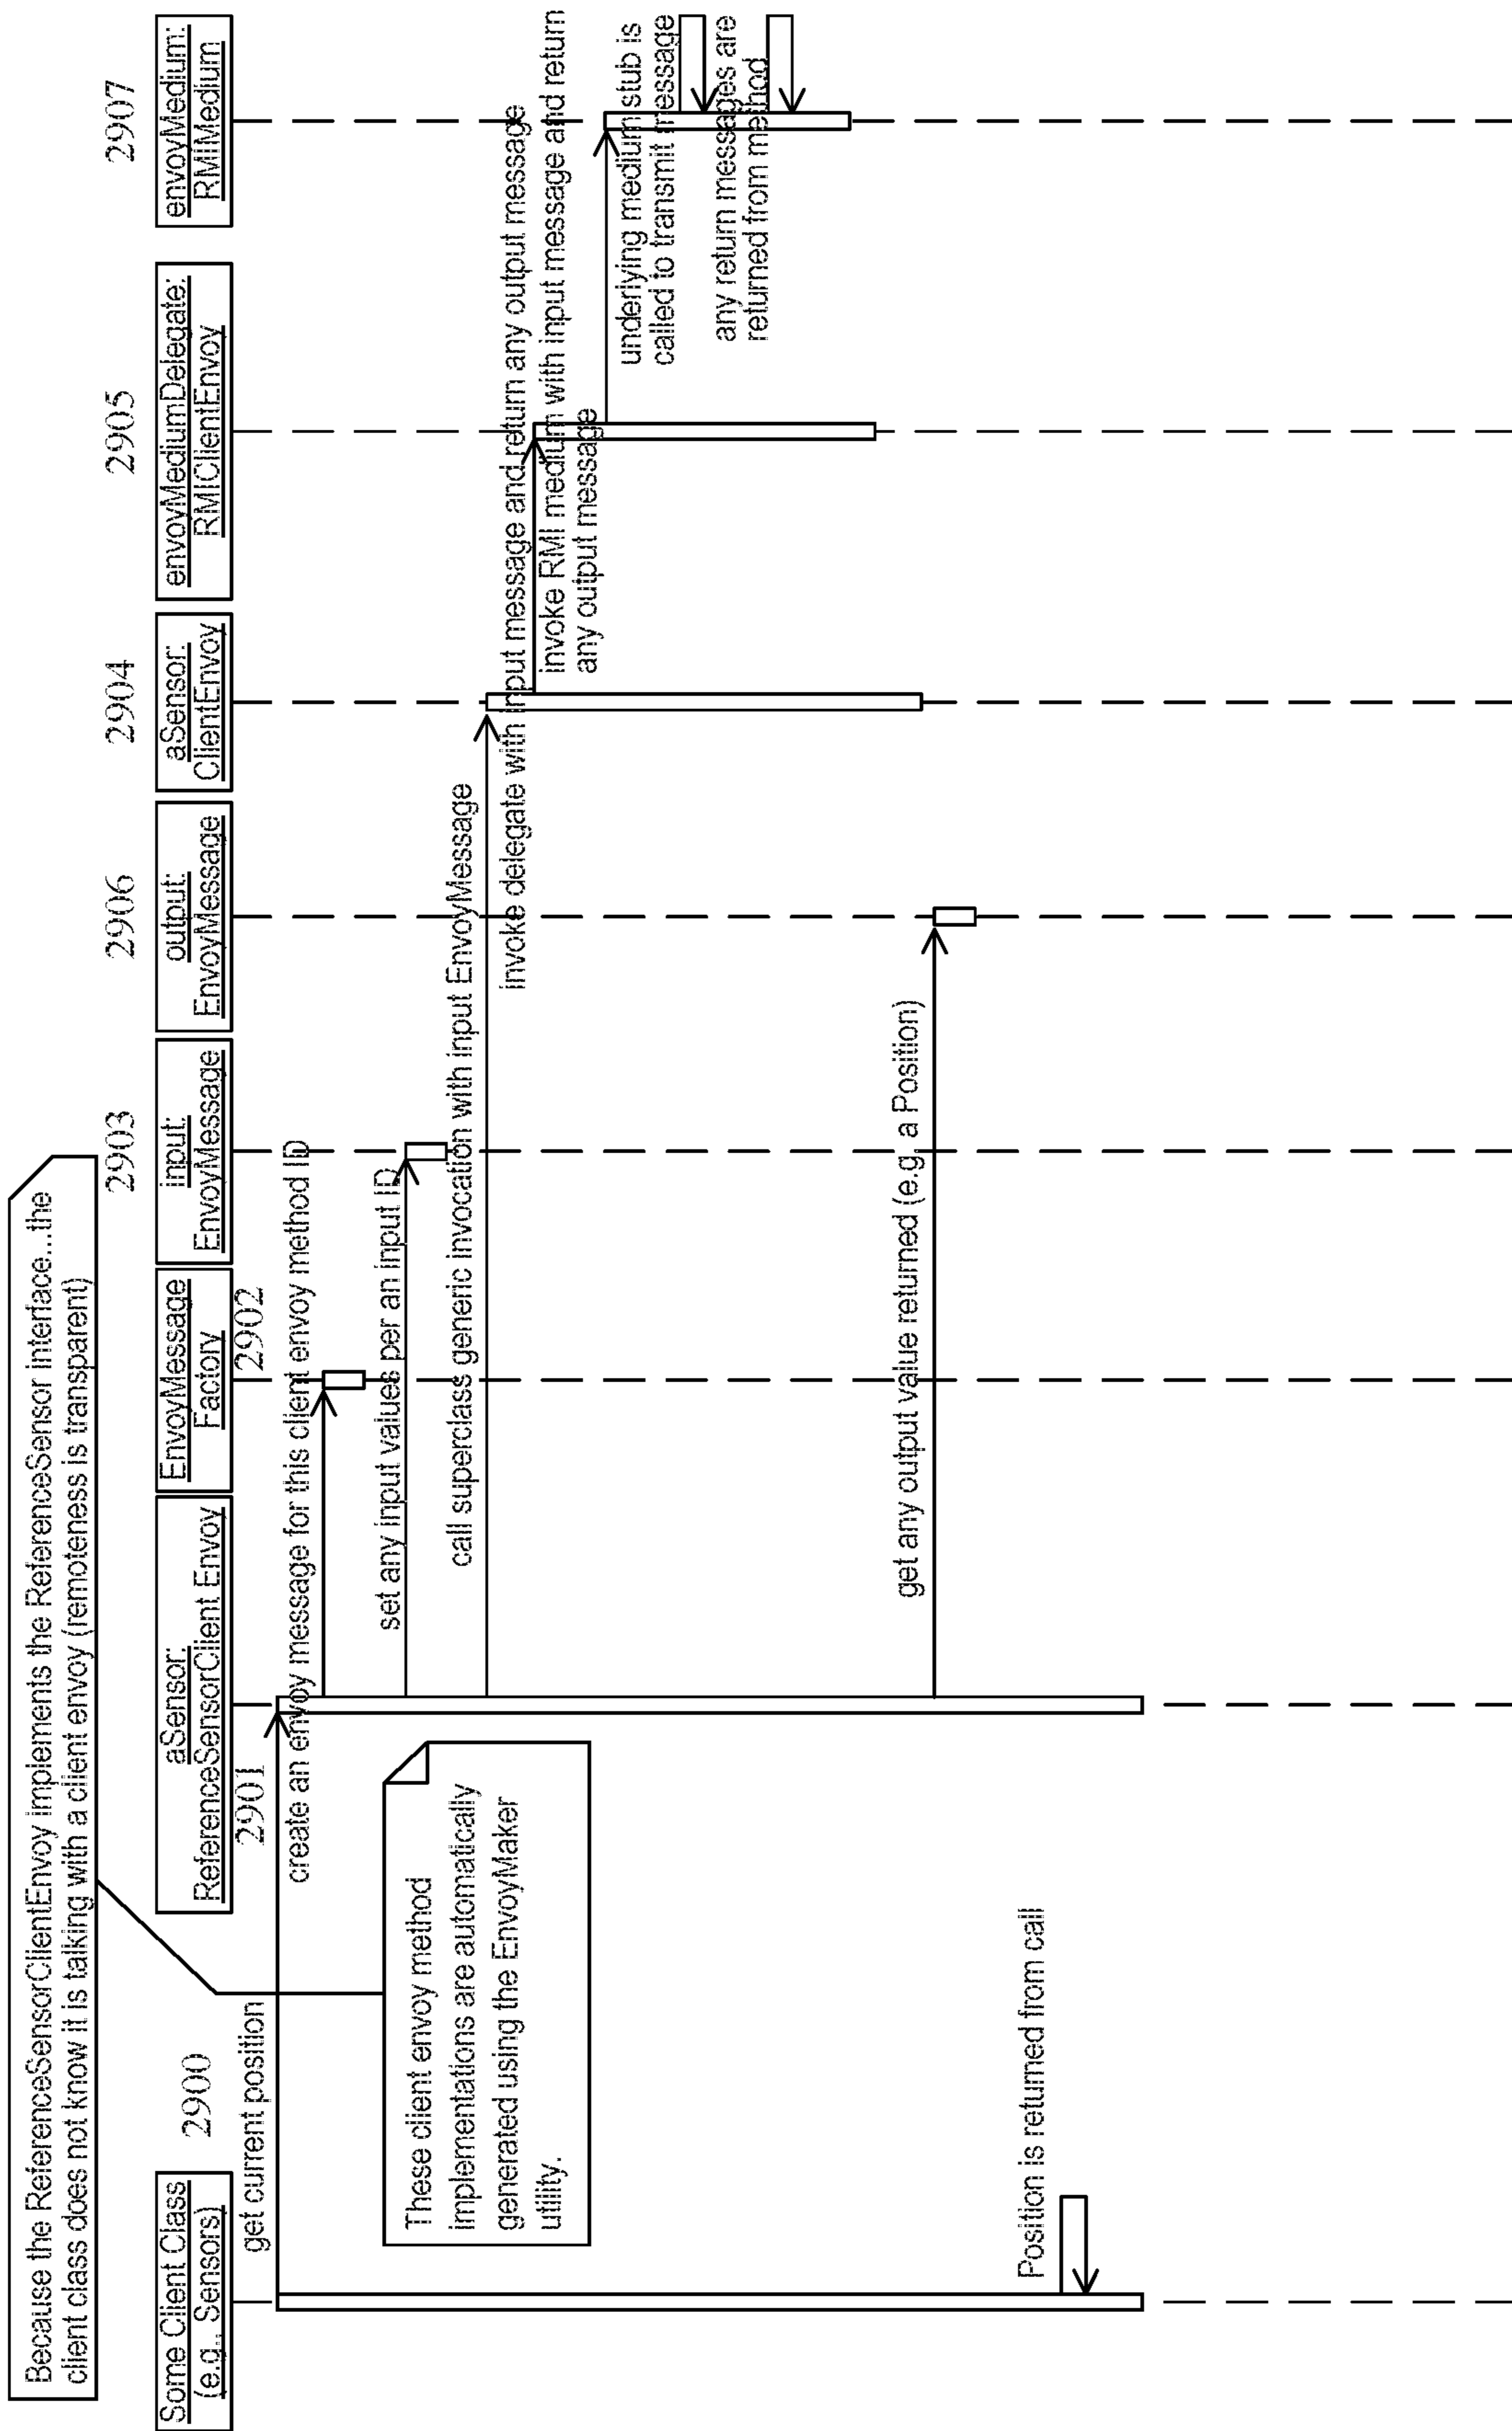 Because the ReferenceSensorClientEnvoy implements the ReferenceSensor interface...the
client class does not know it is talking with a client envoy (remoteness is transparent)
Some Client Class
(e.g., Sensors)
2900
aSensor:
ReferenceSensorClient Envoy
2901
EnvoyMessage
Factory
2902
2903
input:
EnvoyMessage
2906
output:
EnvoyMessage
2904
aSensor:
ClientEnvoy
2905
envoyMediumDelegate:
RMIClientEnvoy
2907
envoyMedium:
RMIMedium
get current position
create an envoy message for this client envoy method ID
set any input values per an input ID
call superclass generic invocation with input EnvoyMessage
invoke delegate with input message and return any output message
invoke RMI medium with input message and return
any output message
underlying medium stub is
called to transmit message
any return messages are
returned from method
These client envoy method
implementations are automatically
generated using the EnvoyMaker
utility.
get any output value returned (e.g. a Position)
Position is returned from call